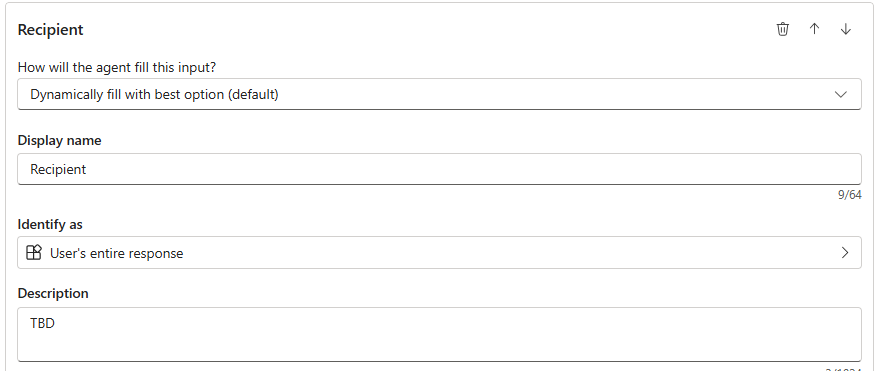 Recipient
How will the agent fill this input?
Dynamically fill with best option (default)
Display name
Recipient
9/64
Identify as
User's entire response
Description
TBD